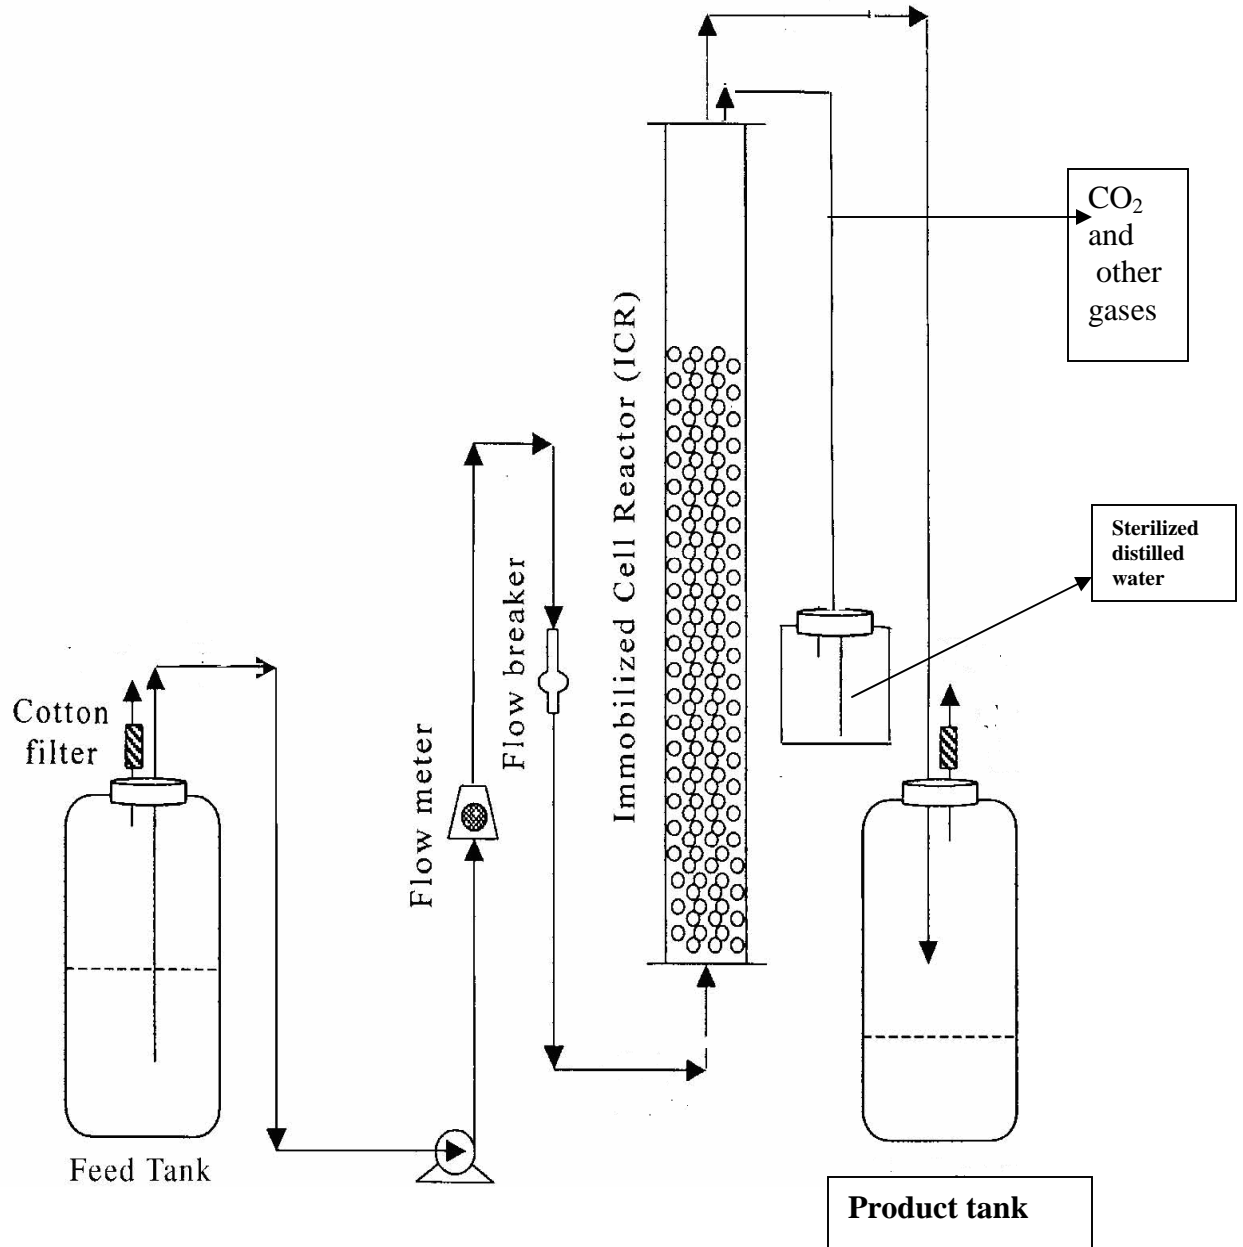 CO₂
and
other
gases
Immobilized Cell Reactor (ICR)
Sterilized
distilled
water
Flow breaker
Cotton
filter
Flow meter
Feed Tank
Product tank